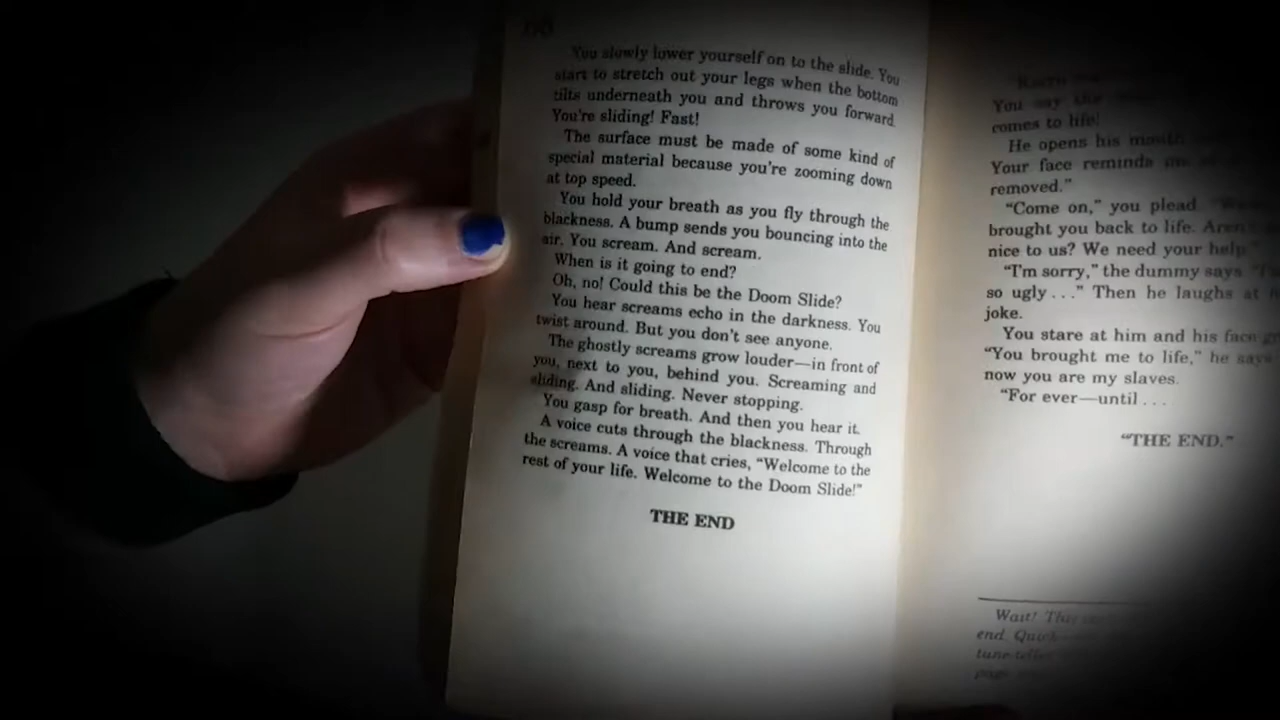 You slowly lower yourself on to the slide. You
start to stretch out your legs when the bottom
tilts underneath you and throws you forward.
You're sliding! Fast!
The surface must be made of some kind of
special material because you're zooming down
at top speed.
You hold your breath as you fly through the
blackness. A bump sends you bouncing into the
air. You scream. And scream.
When is it going to end?
Oh, no! Could this be the Doom Slide?
You hear screams echo in the darkness. You
twist around. But you don't see anyone.
The ghostly screams grow louder—in front of
you, next to you, behind you. Screaming and
sliding. And sliding. Never stopping.
You gasp for breath. And then you hear it.
A voice cuts through the blackness. Through
the screams. A voice that cries, “Welcome to the
rest of your life. Welcome to the Doom Slide!”
THE END
You say the
comes to life!
He opens his mouth
Your face reminds me
removed.”
“Come on,” you plead
brought you back to life.
nice to us? We need your help.”
“I'm sorry,” the dummy says
so ugly . . .” Then he laughs at
joke.
You stare at him and his face
“You brought me to life,” he says
now you are my slaves.
“For ever—until . . .
“THE END.”
Wait!
end.